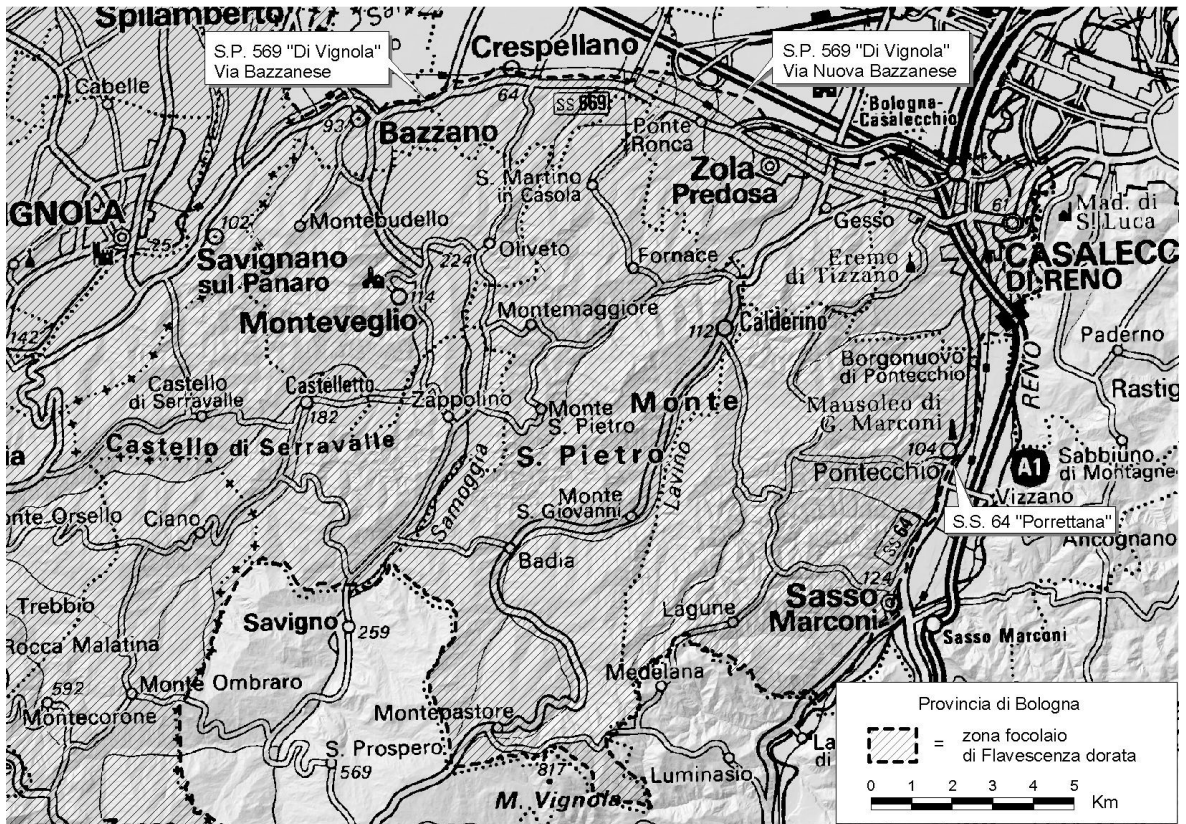 Spilamberto
S.P. 569 "Di Vignola"
Via Bazzanese
Crespellano
S.P. 569 "Di Vignola"
Via Nuova Bazzanese
Cabelle
64
SS 569
Bologna-
Casalecchio
93
Bazzano
Ponte
Ronca
Zola
Predosa
S. Martino
in Casola
GNOLA
102
Montebudello
Gesso
61
Mad. di
S. Luca
25
Savignano
sul Panaro
Oliveto
224
Fornace
Eremo
di Tizzano
CASALECC
DI RENO
114
Monteveglio
Montemaggiore
112
Calderino
142
Paderno
Borgonuovo
di Pontecchio
RENO
Castello
di Serravalle
Castelletto
182
Zappolino
Monte
S. Pietro
Monte
Mausoleo di
G. Marconi
Rastig
Castello di Serravalle
S. Pietro
Lavino
104
Pontecchio
A1
Sabbiuno
di Montagne
Samoggia
Monte
S. Giovanni
Vizzano
S.S. 64 "Porrettana"
onte Orsello
Ciano
SS 64
Ancognano
Badia
124
Trebbio
Lagune
Sasso
Marconi
Savigno
259
Sasso Marconi
Rocca Malatina
Medelana
592
Monte Ombraro
Montecorone
Montepastore
S. Prospero
569
817
M. Vignola
Luminasio
La
di
Provincia di Bologna
= zona focolaio
di Flavescenza dorata
0 1 2 3 4 5
Km